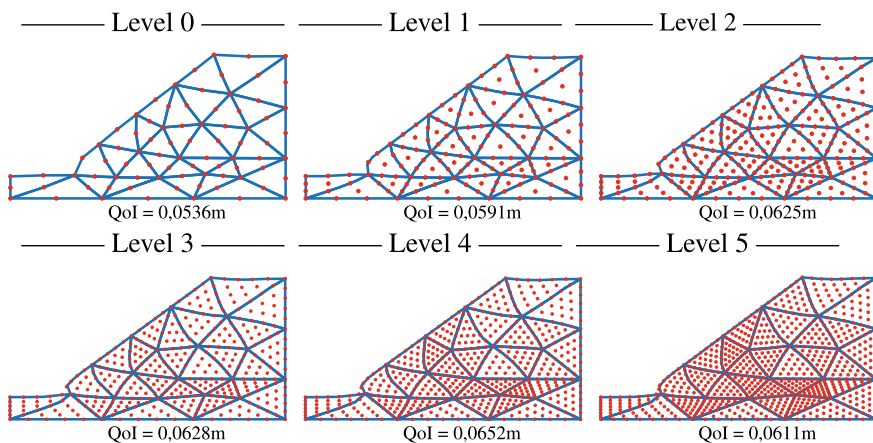 Level 0
Level 1
Level 2
QoI = 0,0536m
QoI = 0,0591m
QoI = 0,0625m
Level 3
Level 4
Level 5
QoI = 0,0628m
QoI = 0,0652m
QoI = 0,0611m